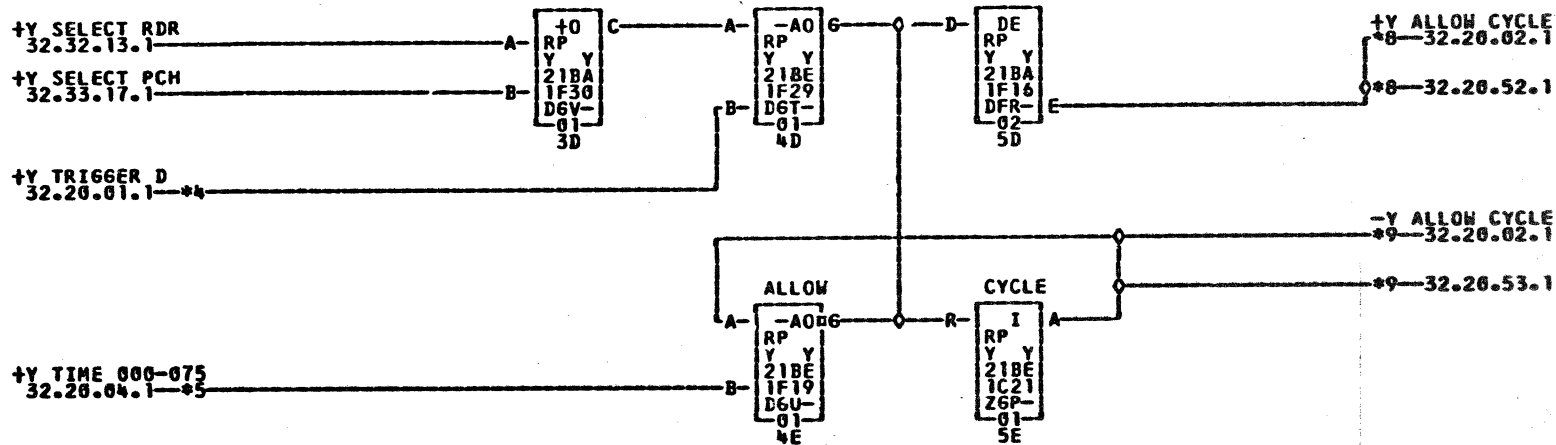 +Y SELECT RDR
32.32.13.1
+Y SELECT PCH
32.33.17.1
+Y TRIGGER D
32.20.01.1 *4
+Y TIME 000-075
32.20.04.1 *5
A
B
+O C
RP
Y Y
21BA
1F30
D6V-
01
3D
A
B
-AO G
RP
Y Y
21BE
1F29
D6T-
01
4D
D
DE
RP
Y Y
21BA
1F16
DFR- E
02
5D
+Y ALLOW CYCLE
*8 32.20.02.1
*8 32.20.52.1
-Y ALLOW CYCLE
*9 32.20.02.1
*9 32.20.53.1
ALLOW
A
B
-AO G
RP
Y Y
21BE
1F19
D6U-
01
4E
CYCLE
R
I A
RP
Y Y
21BE
1C21
Z6P-
01
5E